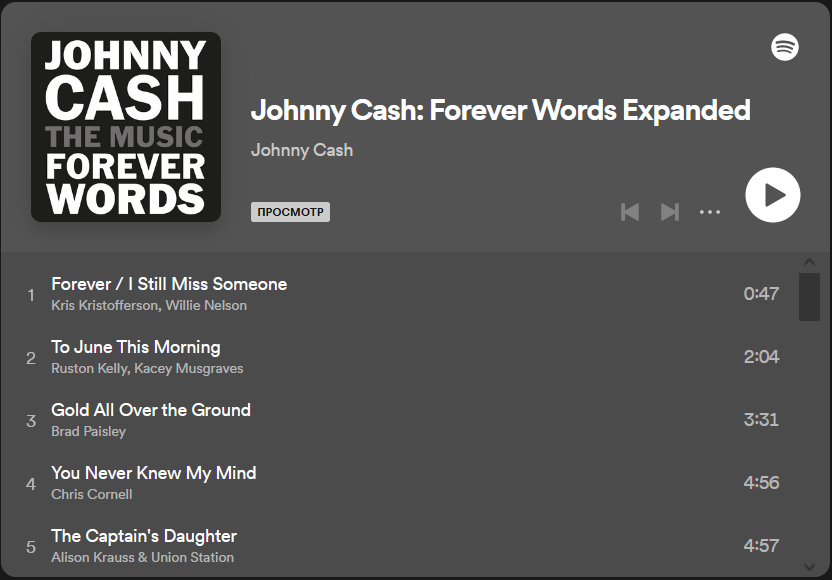 JOHNNY
CASH
THE MUSIC
FOREVER
WORDS
Johnny Cash: Forever Words Expanded
Johnny Cash
ПРОСМОТР
1
Forever / I Still Miss Someone
Kris Kristofferson, Willie Nelson
0:47
2
To June This Morning
Ruston Kelly, Kacey Musgraves
2:04
3
Gold All Over the Ground
Brad Paisley
3:31
4
You Never Knew My Mind
Chris Cornell
4:56
5
The Captain's Daughter
Alison Krauss & Union Station
4:57